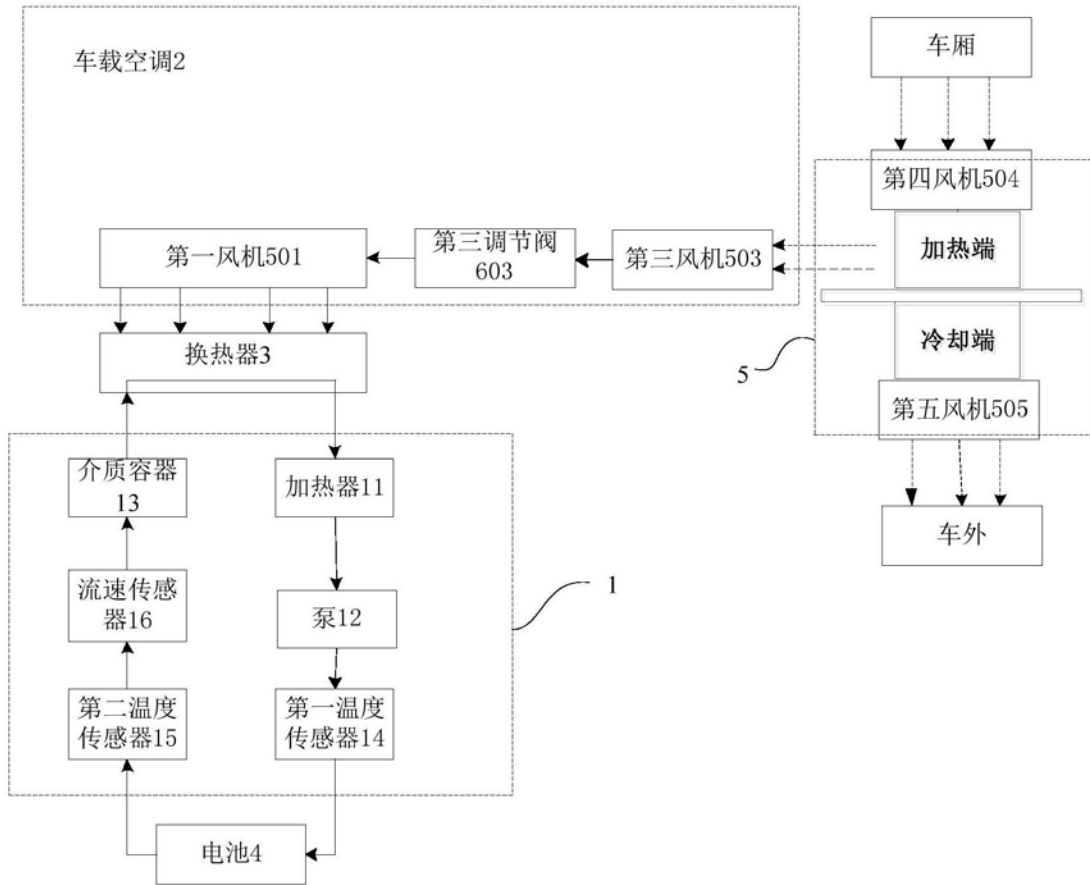 车载空调2
车厢
第四风机504
加热端
第一风机501
第三调节阀
603
第三风机503
冷却端
换热器3
5
第五风机505
介质容器
13
加热器11
车外
流速传感
器16
1
泵12
第二温度
传感器15
第一温度
传感器14
电池4